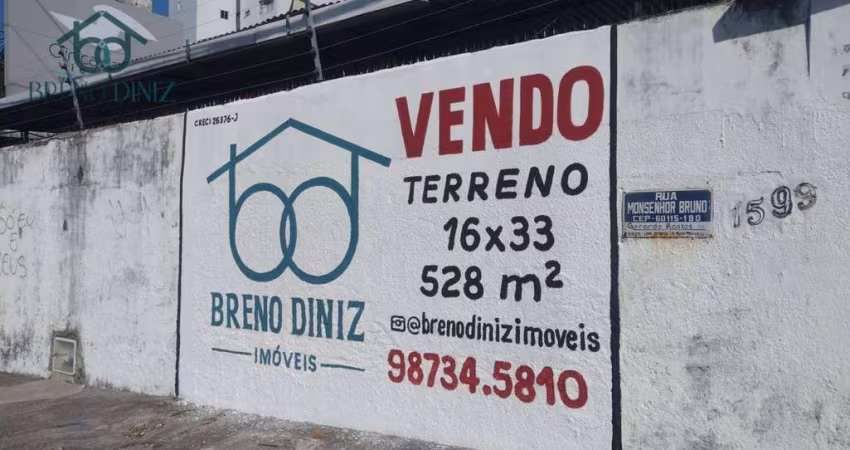 BRENO DINIZ
CRECI 26376-J
VENDO
TERRENO
16x33
528 m²
@brenodinizimoveis
98734.5810
BRENO DINIZ
IMÓVEIS
RUA
MONSENHOR BRUNO
CEP-60115-190
1599